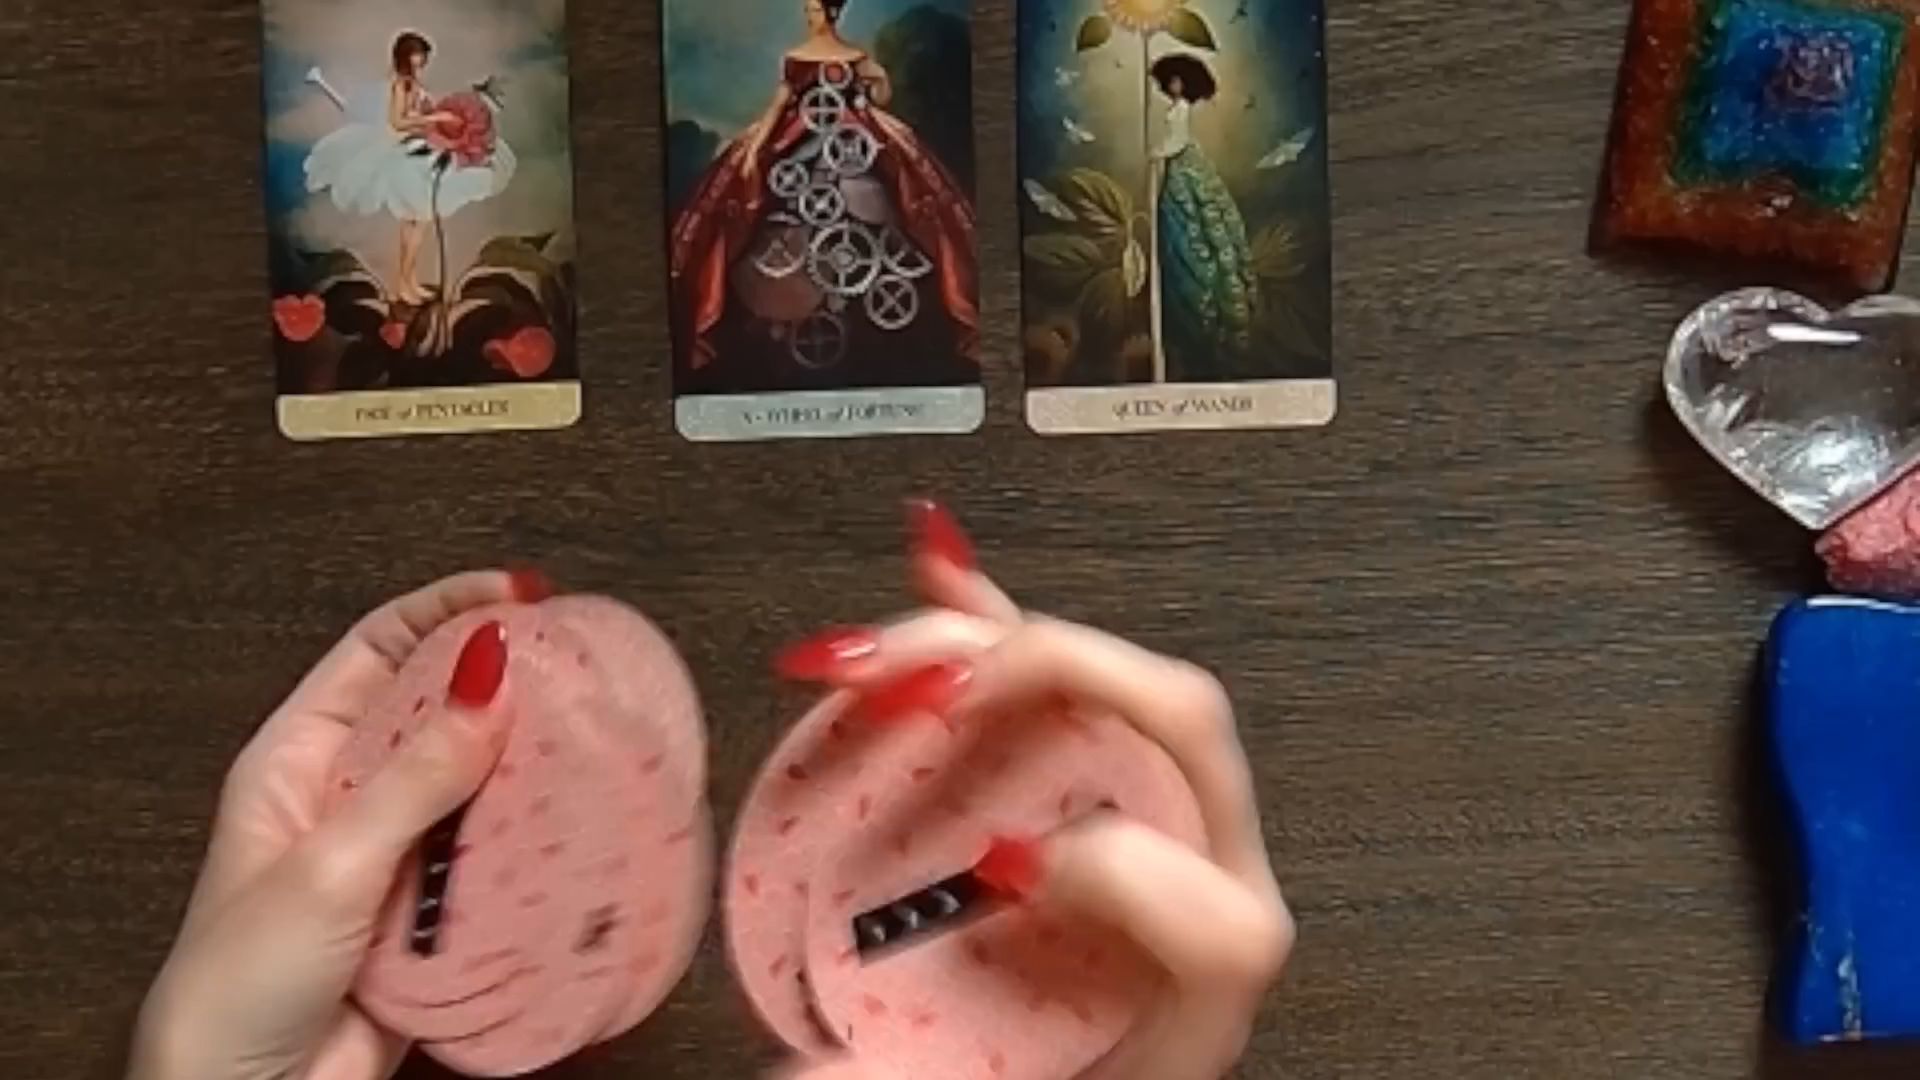 PAGE of PENTACLES
X - WHEEL of FORTUNE
QUEEN of WANDS